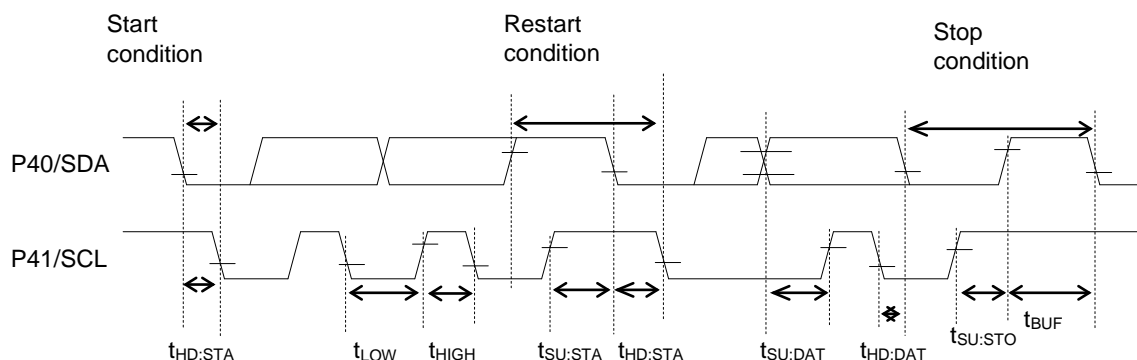 Start
condition
Restart
condition
Stop
condition
P40/SDA
P41/SCL
tHD:STA
tLOW
tHIGH
tSU:STA
tHD:STA
tSU:DAT
tHD:DAT
tSU:STO
tBUF